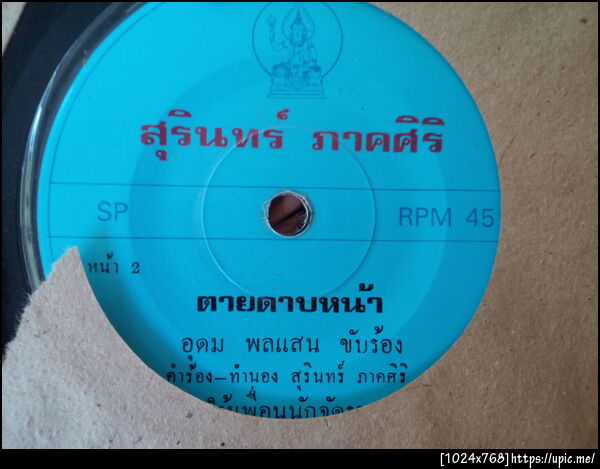 สุรินทร์ ภาคศิริ
SP
RPM 45
หน้า 2
ตายดาบหน้า
อุดม พลแสน ขับร้อง
คำร้อง-ทำนอง สุรินทร์ ภาคศิริ
[1024x768]https://upic.me/